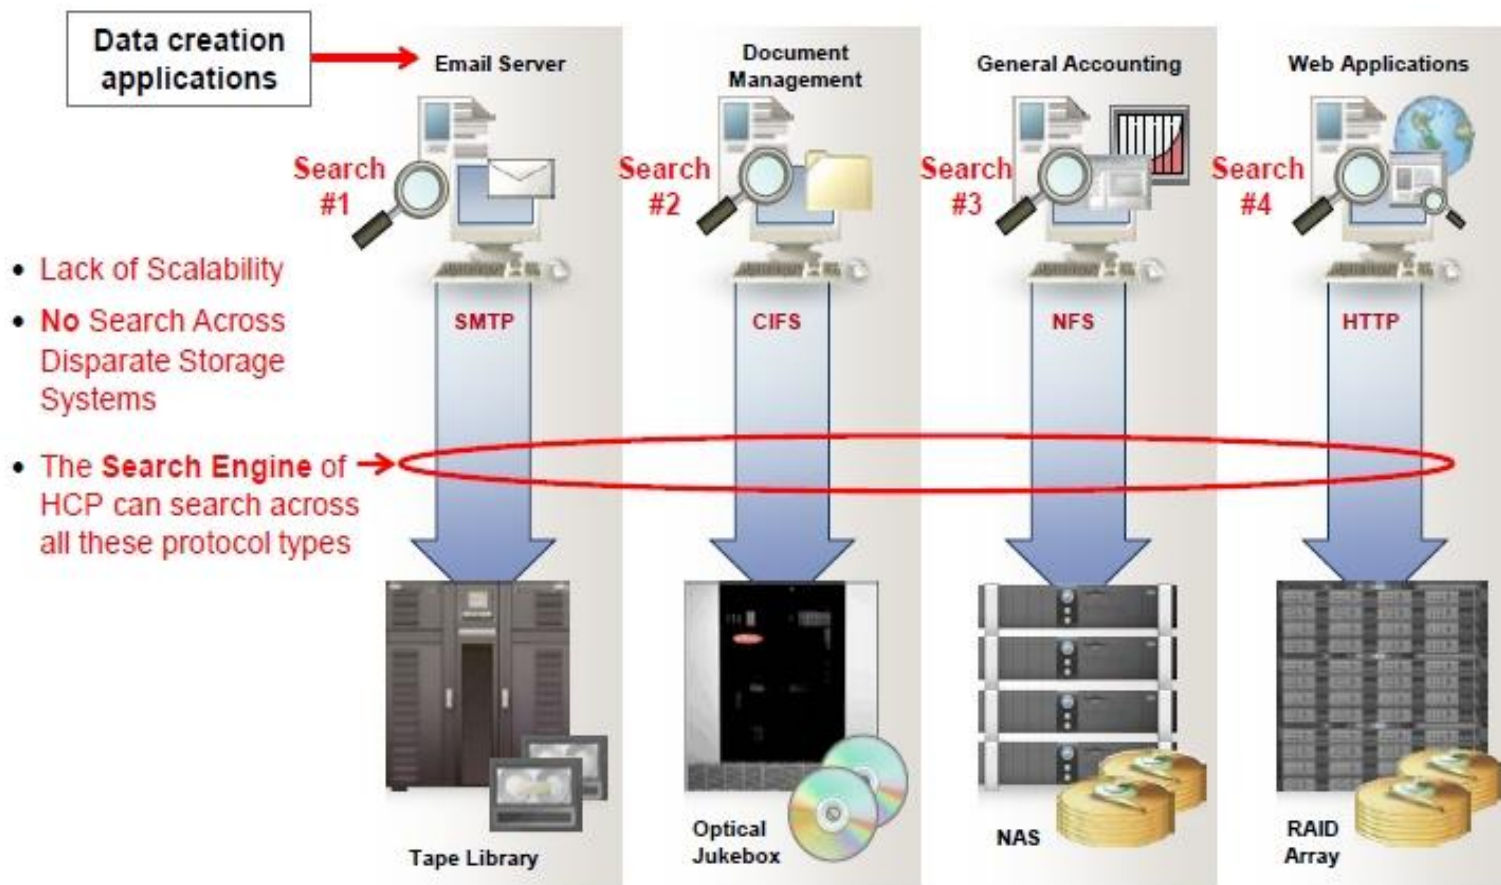 Data creation
applications
Email Server
Document
Management
General Accounting
Web Applications
Search
#1
Search
#2
Search
#3
Search
#4
• Lack of Scalability
• No Search Across
Disparate Storage
Systems
• The Search Engine of
HCP can search across
all these protocol types
SMTP
CIFS
NFS
HTTP
Tape Library
Optical
Jukebox
NAS
RAID
Array